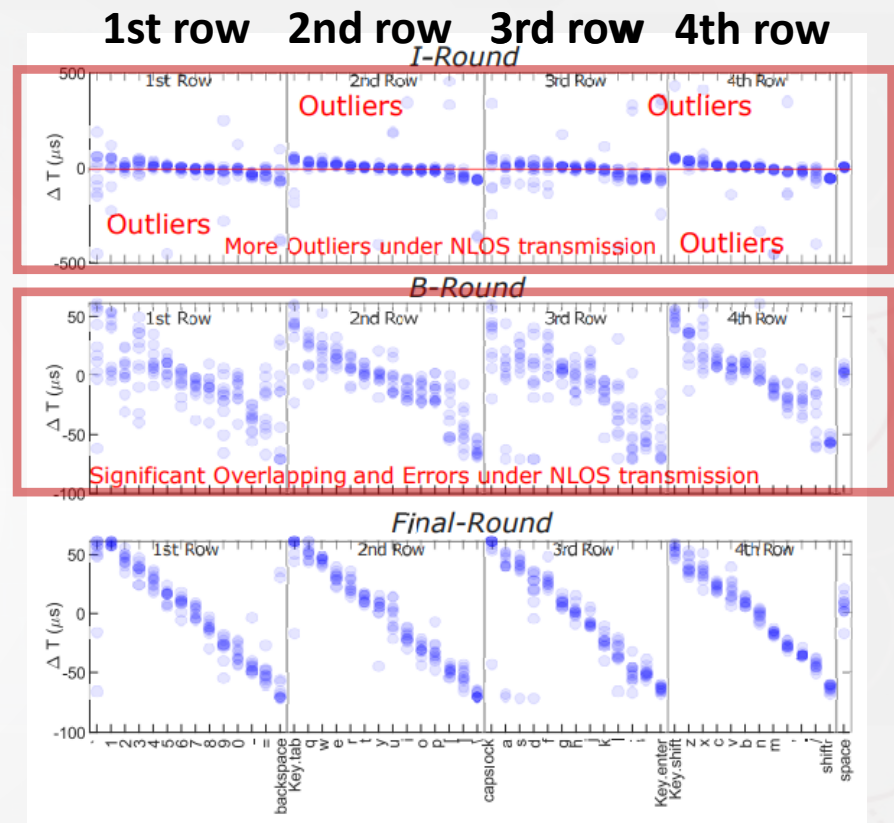 1st row 2nd row 3rd row 4th row
I-Round
500
1st Row 2nd Row 3rd Row 4th Row
Outliers Outliers
Δ T (μs)
0
Outliers
More Outliers under NLOS transmission Outliers
-500
B-Round
50
1st Row 2nd Row 3rd Row 4th Row
Δ T (μs)
0
-50
Significant Overlapping and Errors under NLOS transmission
-100
Final-Round
50
1st Row 2nd Row 3rd Row 4th Row
Δ T (μs)
0
-50
-100
` 1 2 3 4 5 6 7 8 9 0 - = backspace Key.tab q w e r t y u i o p [ ] \ capslock a s d f g h j k l ; ' Key.enter Key.shift z x c v b n m , . / shift space